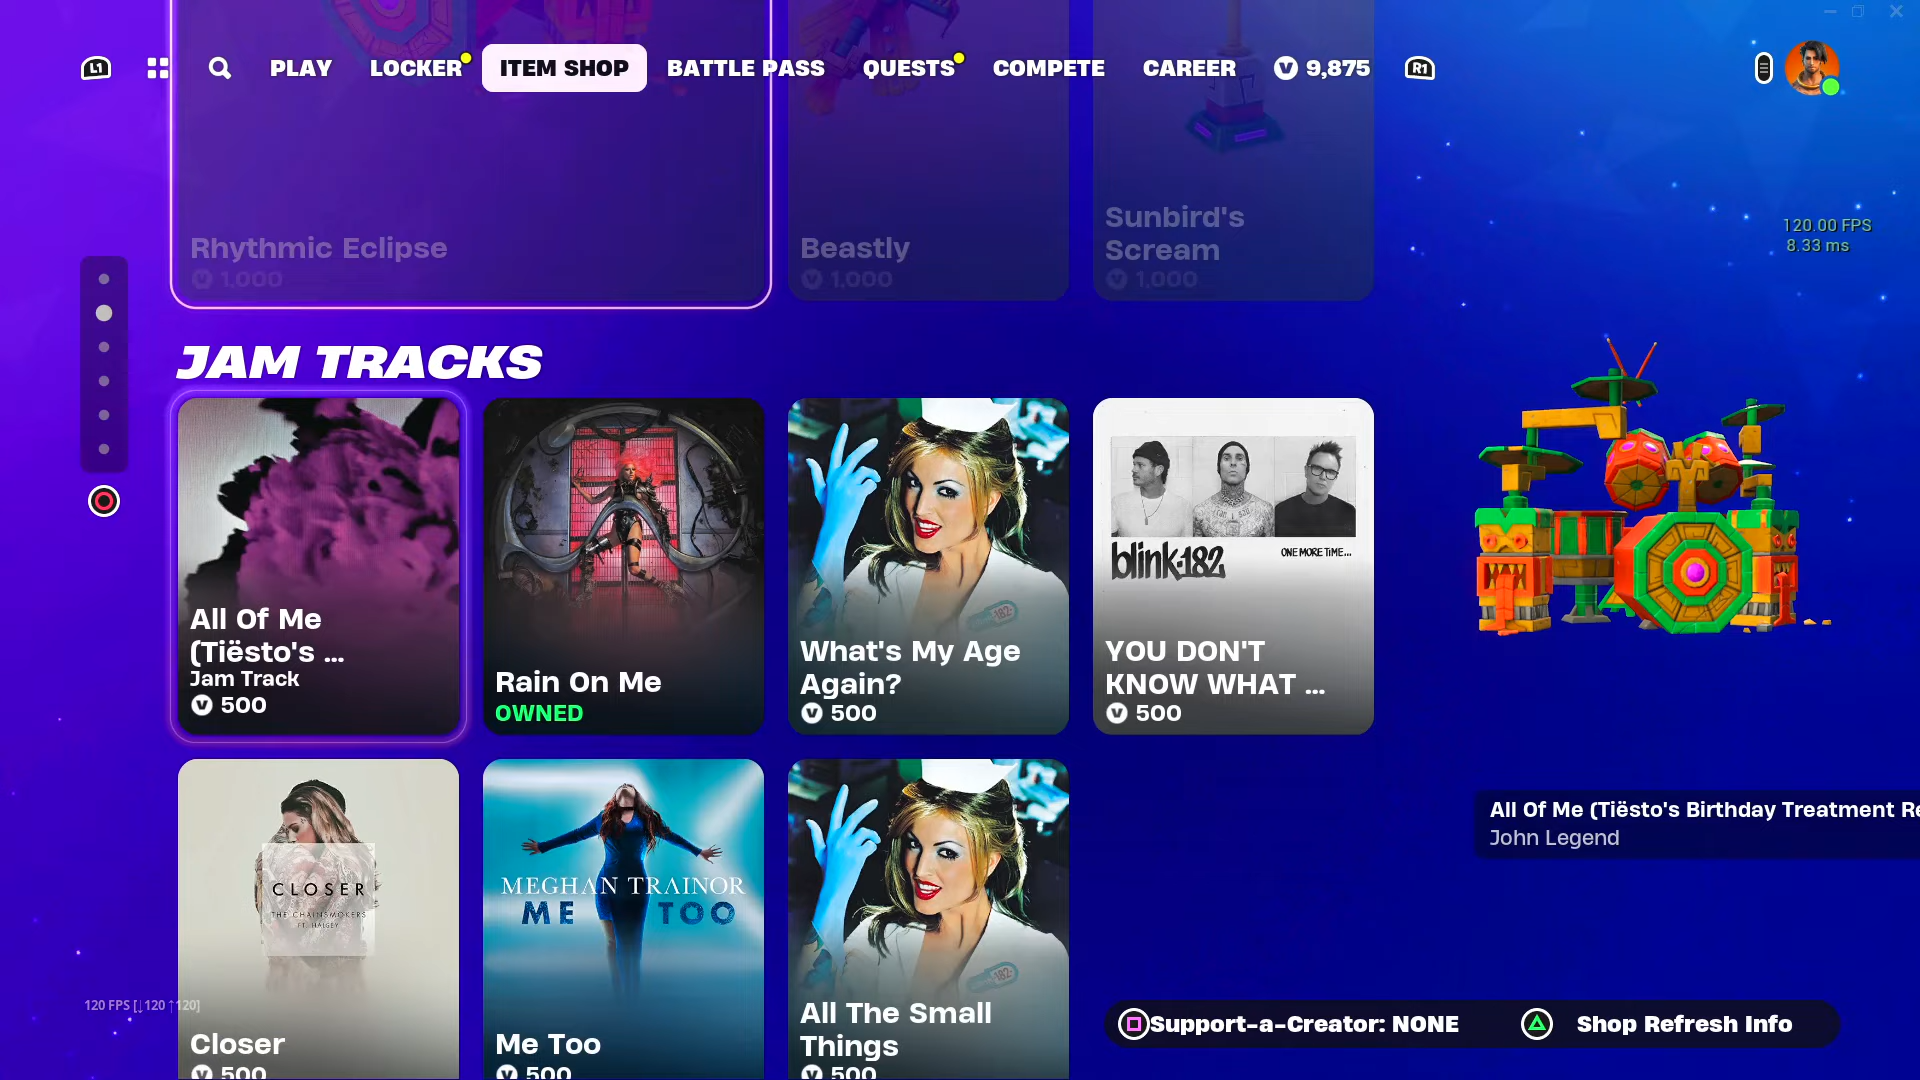 L1
PLAY
LOCKER
ITEM SHOP
BATTLE PASS
QUESTS
COMPETE
CAREER
9,875
R1
Rhythmic Eclipse
1,000
Beastly
1,000
Sunbird's
Scream
1,000
120.00 FPS
8.33 ms
JAM TRACKS
All Of Me
(Tiësto's ...
Jam Track
500
Rain On Me
OWNED
What's My Age
Again?
500
blink-182
ONE MORE TIME...
YOU DON'T
KNOW WHAT ...
500
All Of Me (Tiësto's Birthday Treatment Re
John Legend
CLOSER
THE CHAINSMOKERS
FT. HALSEY
Closer
500
MEGHAN TRAINOR
ME TOO
Me Too
500
182
All The Small
Things
500
120 FPS [↓120 ↑120]
Support-a-Creator: NONE
Shop Refresh Info